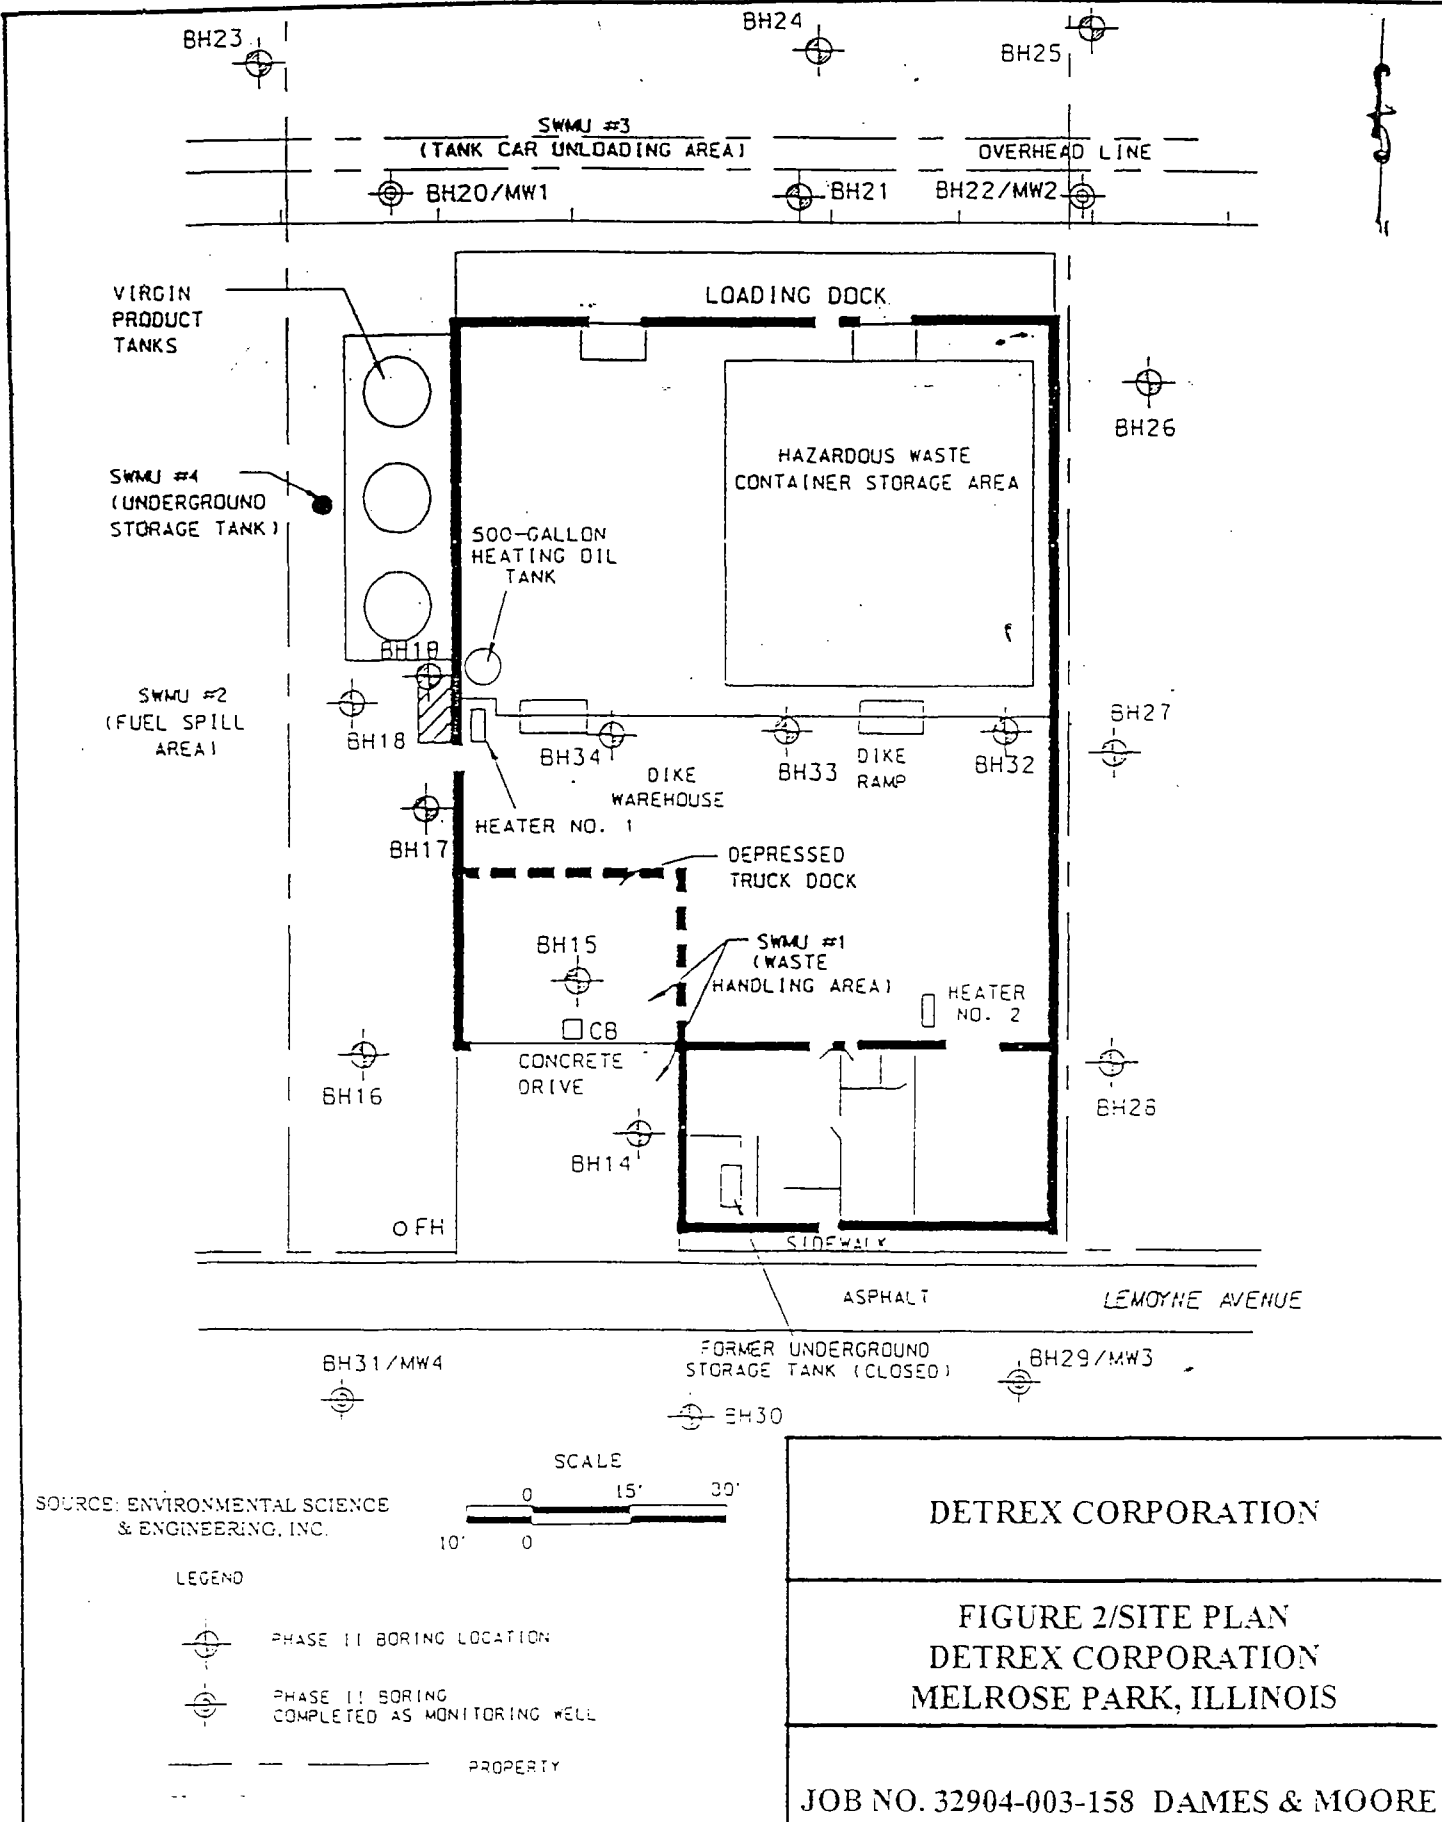 BH23
BH24
BH25
SWMU #3
(TANK CAR UNLOADING AREA)
OVERHEAD LINE
BH20/MW1
BH21
BH22/MW2
VIRGIN
PRODUCT
TANKS
LOADING DOCK
BH26
HAZARDOUS WASTE
CONTAINER STORAGE AREA
SWMU #4
(UNDERGROUND
STORAGE TANK)
500-GALLON
HEATING OIL
TANK
BH19
SWMU #2
(FUEL SPILL
AREA)
BH18
BH34
DIKE
WAREHOUSE
BH33
DIKE
RAMP
BH32
BH27
HEATER NO. 1
BH17
DEPRESSED
TRUCK DOCK
BH15
SWMU #1
(WASTE
HANDLING AREA)
HEATER
NO. 2
CB
CONCRETE
DRIVE
BH16
BH28
BH14
FH
SIDEWALK
ASPHALT
LEMOYNE AVENUE
FORMER UNDERGROUND
STORAGE TANK (CLOSED)
BH31/MW4
BH29/MW3
BH30
SCALE
0 15' 30'
10' 0
SOURCE: ENVIRONMENTAL SCIENCE
& ENGINEERING, INC.
LEGEND
PHASE II BORING LOCATION
PHASE II BORING
COMPLETED AS MONITORING WELL
PROPERTY
DETREX CORPORATION
FIGURE 2/SITE PLAN
DETREX CORPORATION
MELROSE PARK, ILLINOIS
JOB NO. 32904-003-158 DAMES & MOORE